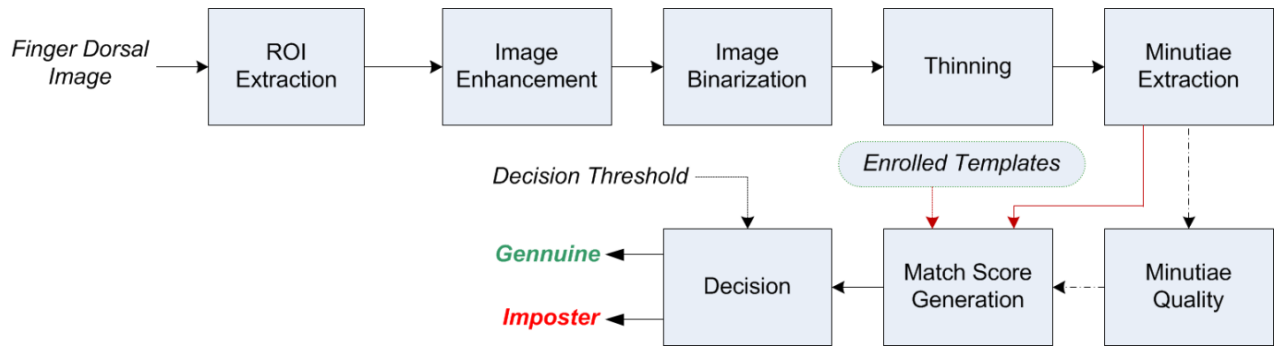 Finger Dorsal
Image
ROI
Extraction
Image
Enhancement
Image
Binarization
Thinning
Minutiae
Extraction
Enrolled Templates
Decision Threshold
Gennuine
Imposter
Decision
Match Score
Generation
Minutiae
Quality